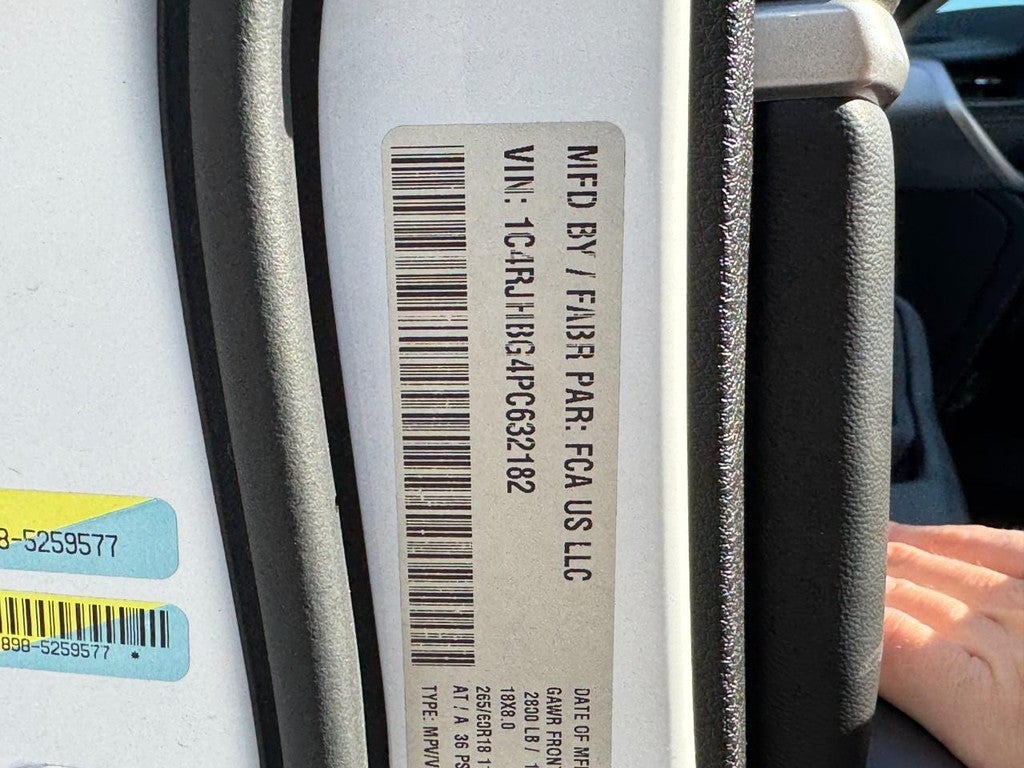 MFD BY / FABR PAR: FCA US LLC
VIN: 1C4RJHBG4PC632182
DATE OF MF
GAWR FRONT
2800 LB / 1
18X8.0
265/60R18 1
AT / A 36 PS
TYPE: MPV/V
8-5259577
898-5259577 *